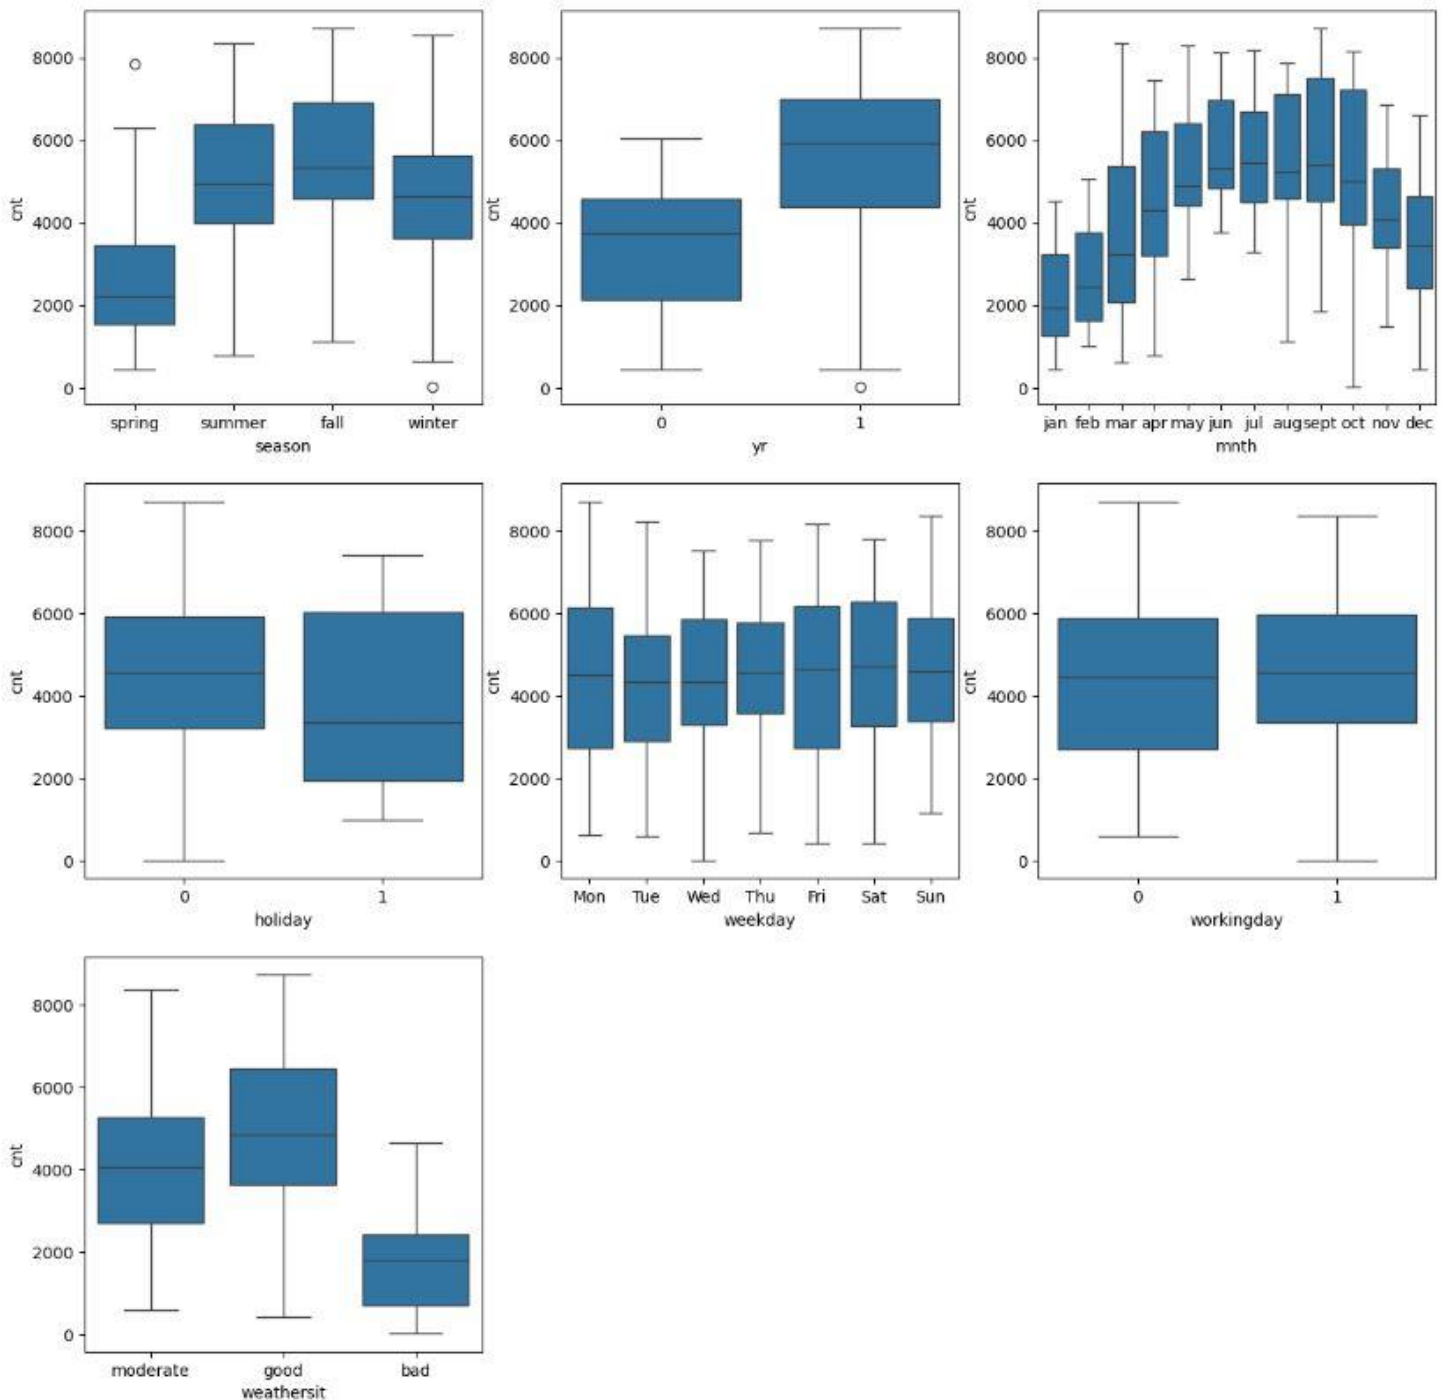 8000
6000
4000
2000
0
cnt
spring summer fall winter
season
8000
6000
4000
2000
0
cnt
0 1
yr
8000
6000
4000
2000
0
cnt
jan feb mar apr may jun jul aug sept oct nov dec
mnth
8000
6000
4000
2000
0
cnt
0 1
holiday
8000
6000
4000
2000
0
cnt
Mon Tue Wed Thu Fri Sat Sun
weekday
8000
6000
4000
2000
0
cnt
0 1
workingday
8000
6000
4000
2000
0
cnt
moderate good bad
weathersit